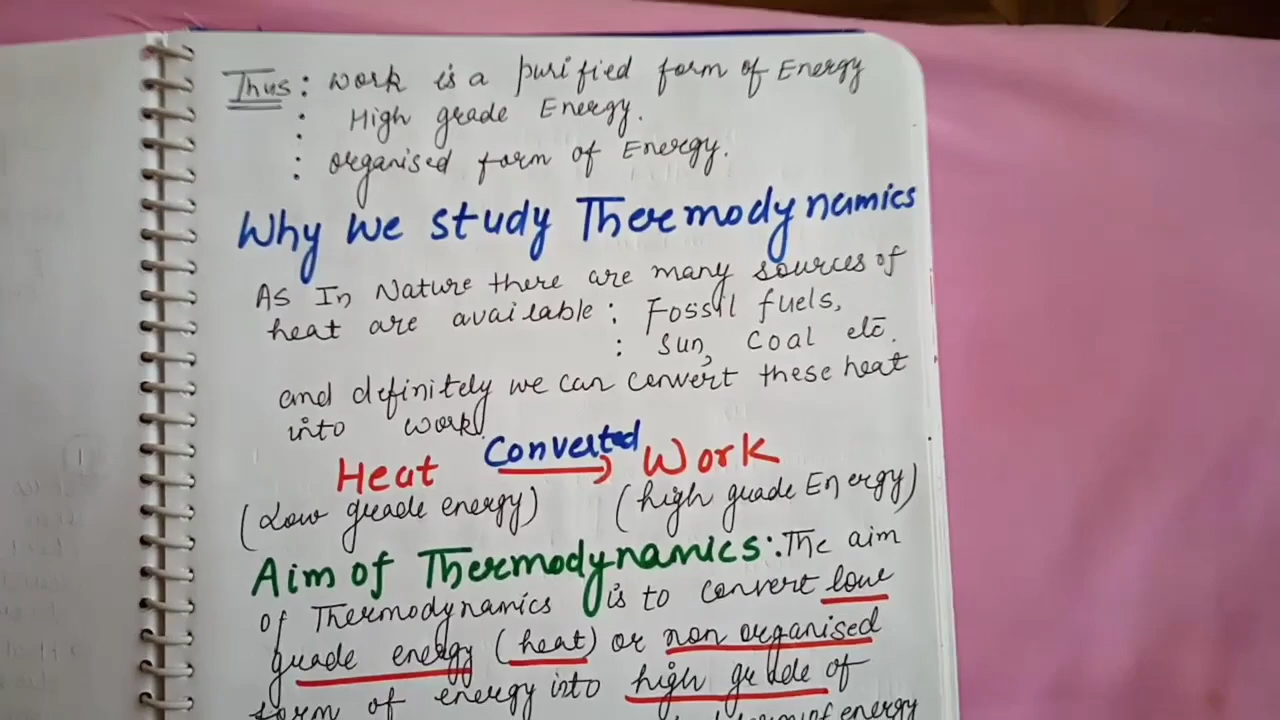 Thus : Work is a purified form of Energy
: High grade Energy.
: organised form of Energy.
Why We study Thermodynamics
As In Nature there are many sources of
heat are available : Fossil fuels,
: Sun, Coal etc.
and definitely we can convert these heat
into work.
Heat Converted → Work
(Low grade energy) (high grade Energy)
Aim of Thermodynamics:- The aim
of Thermodynamics is to convert low
grade energy (heat) or non organised
form of energy into high grade of
form of energy